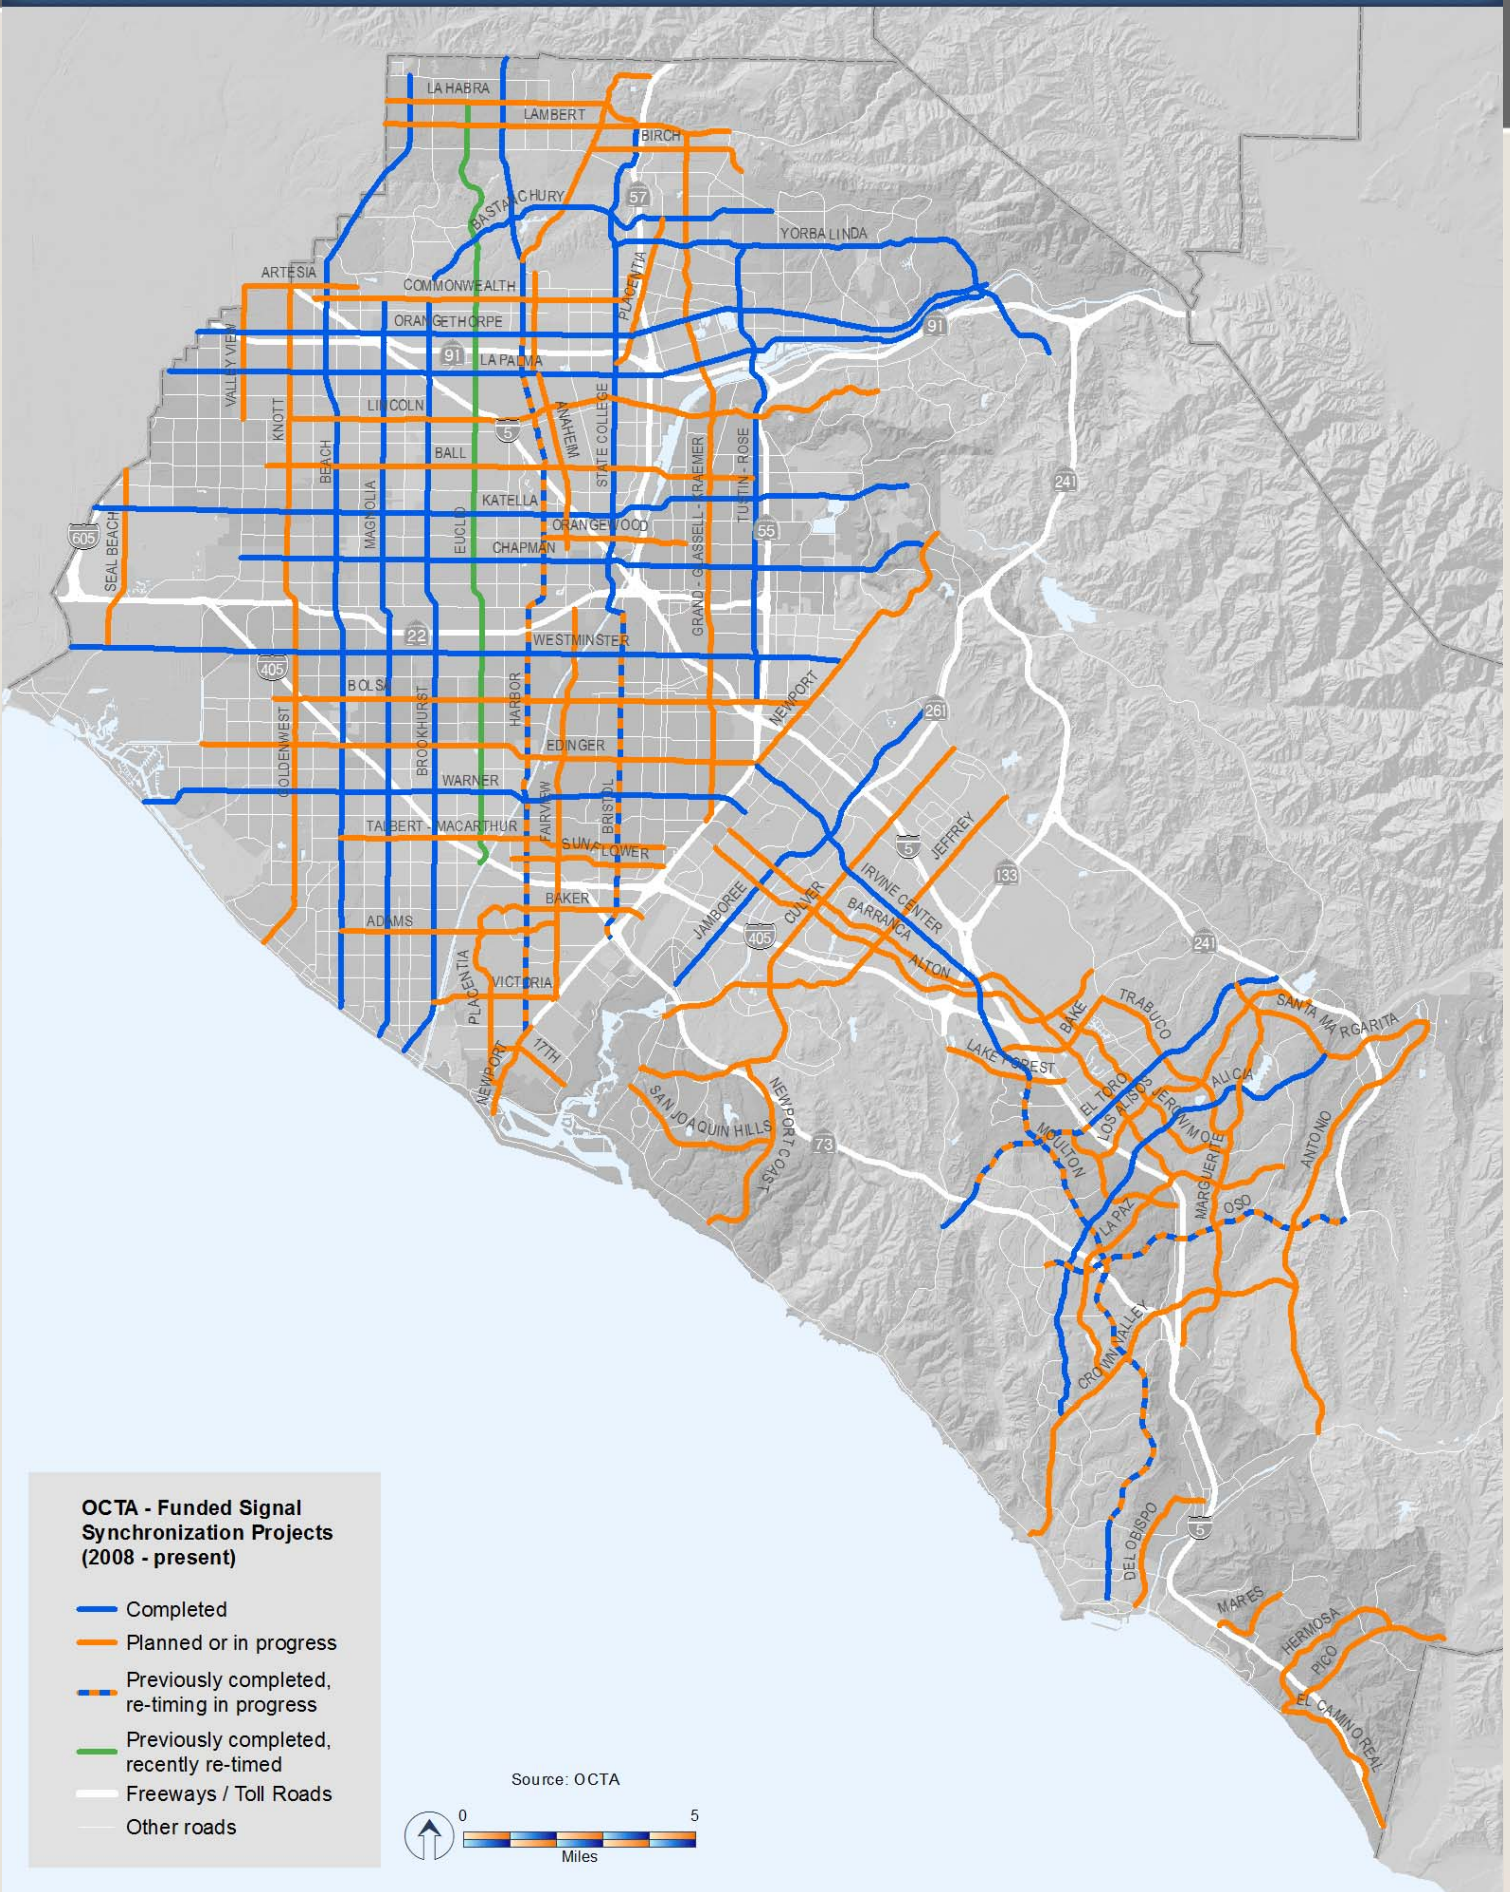 LA HABRA
LAMBERT
BIRCH
57
BASTANCHURY
YORBA LINDA
ARTESIA
COMMONWEALTH
PLACENTIA
ORANGETHORPE
91
VALLEY VIEW
91
LA PALMA
LINCOLN
KNOTT
ANAHEIM
STATE COLLEGE
5
BALL
BEACH
GRAND - GLASSELL - KRAEMER
TUSTIN - ROSE
241
KATELLA
MAGNOLIA
EUCLID
605
SEAL BEACH
ORANGEWOOD
55
CHAPMAN
22
WESTMINSTER
405
BOLSA
HARBOR
NEWPORT
261
GOLDENWEST
BROOKHURST
EDINGER
WARNER
FAIRVIEW
BRISTOL
TALBERT - MACARTHUR
SUNFLOWER
5
JEFFREY
133
IRVINE CENTER
BAKER
JAMBOREE
CULVER
BARRANCA
ADAMS
405
241
ALTON
PLACENTIA
VICTORIA
BAKE
TRABUCO
SANTA MARGARITA
17TH
NEWPORT
LAKE FOREST
ALICIA
EL TORO
LOS ALISOS
JERONIMO
SAN JOAQUIN HILLS
NEWPORT COAST
73
MOULTON
MARGUERITE
ANTONIO
LA PAZ
OSO
CROWN VALLEY
DEL OBISPO
5
MARES
HERMOSA
PICO
EL CAMINO REAL
OCTA - Funded Signal
Synchronization Projects
(2008 - present)
Completed
Planned or in progress
Previously completed,
re-timing in progress
Previously completed,
recently re-timed
Freeways / Toll Roads
Other roads
Source: OCTA
0 5
Miles